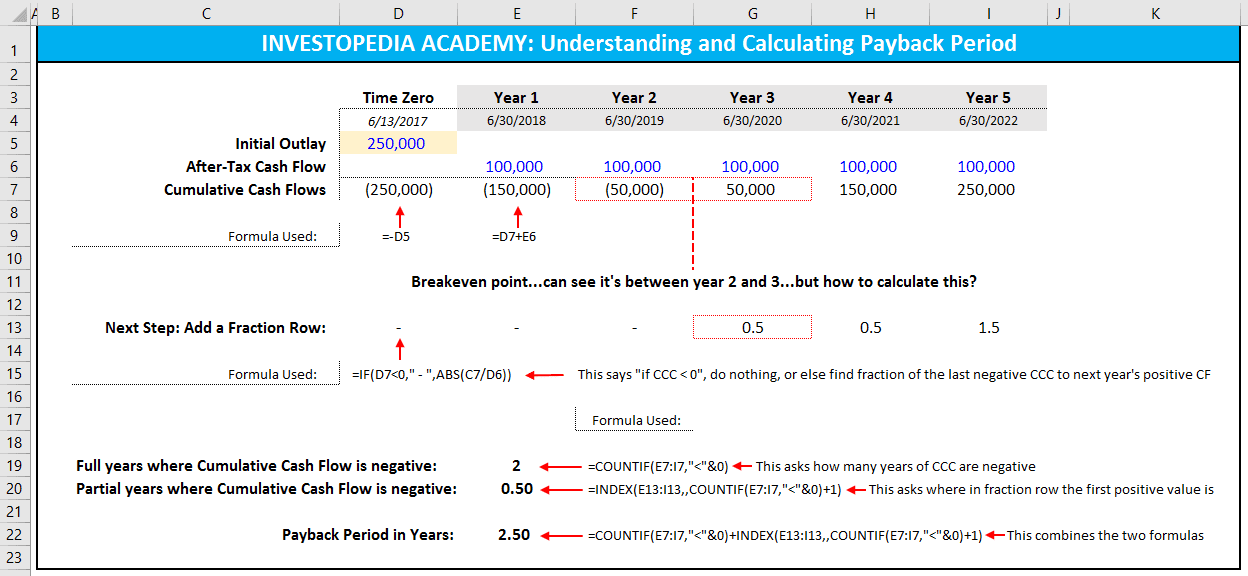 A B C D E F G H I J K
1 INVESTOPEDIA ACADEMY: Understanding and Calculating Payback Period
2
3 Time Zero Year 1 Year 2 Year 3 Year 4 Year 5
4 6/13/2017 6/30/2018 6/30/2019 6/30/2020 6/30/2021 6/30/2022
5 Initial Outlay 250,000
6 After-Tax Cash Flow 100,000 100,000 100,000 100,000 100,000
7 Cumulative Cash Flows (250,000) (150,000) (50,000) 50,000 150,000 250,000
8
9 Formula Used: =-D5 =D7+E6
10
11 Breakeven point...can see it's between year 2 and 3...but how to calculate this?
12
13 Next Step: Add a Fraction Row: - - - 0.5 0.5 1.5
14
15 Formula Used: =IF(D7<0," - ",ABS(C7/D6)) This says "if CCC < 0", do nothing, or else find fraction of the last negative CCC to next year's positive CF
16
17 Formula Used:
18
19 Full years where Cumulative Cash Flow is negative: 2 =COUNTIF(E7:I7,"<"&0) This asks how many years of CCC are negative
20 Partial years where Cumulative Cash Flow is negative: 0.50 =INDEX(E13:I13,,COUNTIF(E7:I7,"<"&0)+1) This asks where in fraction row the first positive value is
21
22 Payback Period in Years: 2.50 =COUNTIF(E7:I7,"<"&0)+INDEX(E13:I13,,COUNTIF(E7:I7,"<"&0)+1) This combines the two formulas
23